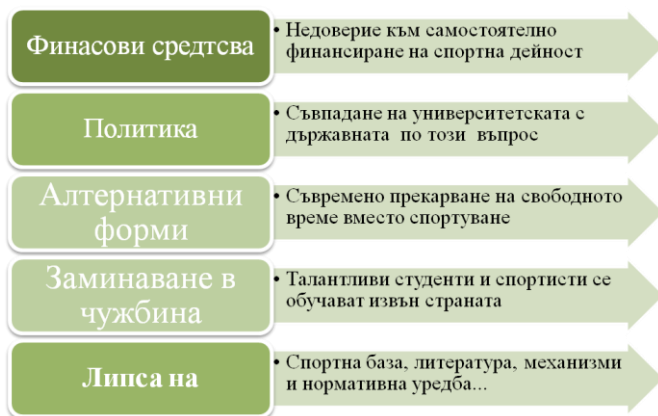 Финасови средтсва
• Недоверие към самостоятелно
финансиране на спортна дейност
Политика
• Съвпадане на университетската с
държавната по този въпрос
Алтернативни
форми
• Съвремено прекарване на свободното
време вместо спортуване
Заминаване в
чужбина
• Талантливи студенти и спортисти се
обучават извън страната
Липса на
• Спортна база, литература, механизми
и нормативна уредба...